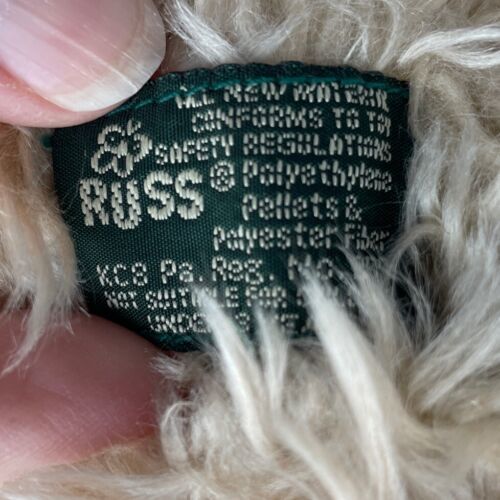 ALL NEW MATERIAL
CONFORMS TO TOY
SAFETY REGULATIONS
RUSS ® Polyethylene
pellets &
polyester fiber
KC8 Pa. Reg.
NOT SUITABLE FOR